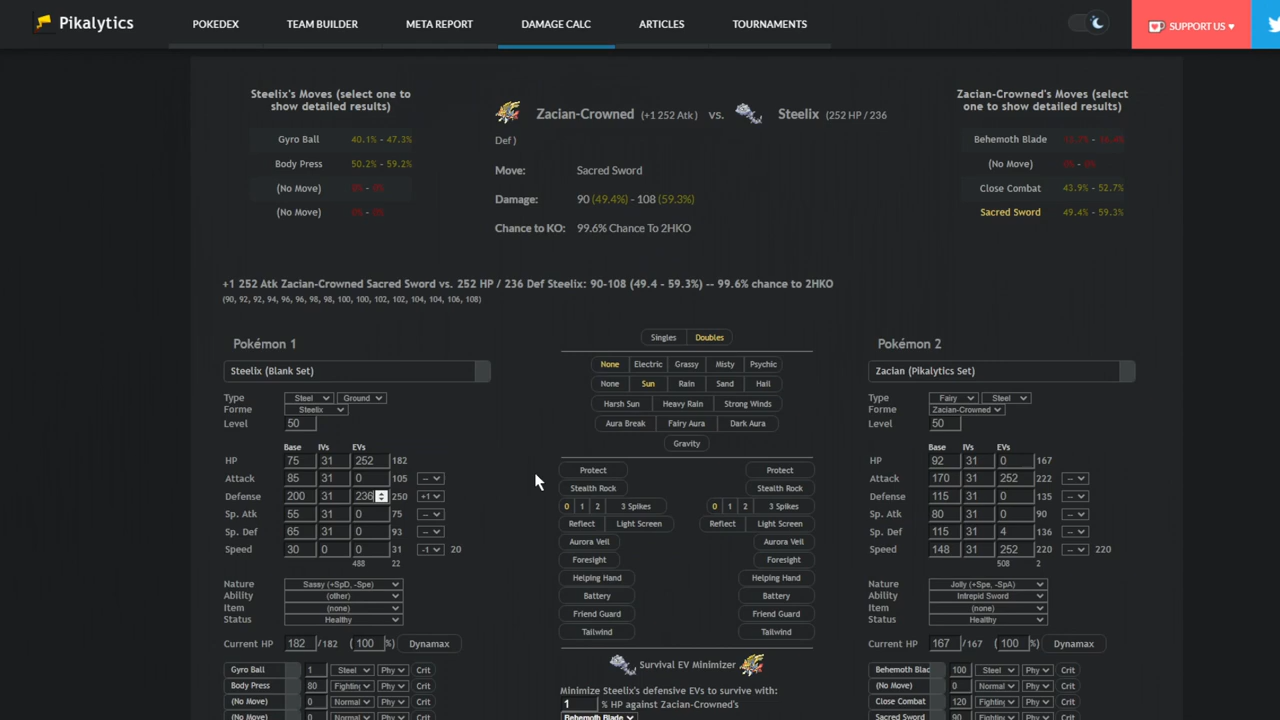 Pikalytics POKEDEX TEAM BUILDER META REPORT DAMAGE CALC ARTICLES TOURNAMENTS SUPPORT US ♥
Steelix's Moves (select one to show detailed results)
Gyro Ball 40.1% - 47.3%
Body Press 50.2% - 59.2%
(No Move) 0% - 0%
(No Move) 0% - 0%
Zacian-Crowned (+1 252 Atk) vs. Steelix (252 HP / 236
Def )
Move: Sacred Sword
Damage: 90 (49.4%) - 108 (59.3%)
Chance to KO: 99.6% Chance To 2HKO
Zacian-Crowned's Moves (select one to show detailed results)
Behemoth Blade
(No Move) 0% - 0%
Close Combat 43.9% - 52.7%
Sacred Sword 49.4% - 59.3%
+1 252 Atk Zacian-Crowned Sacred Sword vs. 252 HP / 236 Def Steelix: 90-108 (49.4 - 59.3%) -- 99.6% chance to 2HKO
(90, 92, 92, 94, 96, 96, 98, 98, 100, 100, 102, 102, 104, 104, 106, 108)
Pokémon 1
Steelix (Blank Set)
Type Steel Ground
Forme Steelix
Level 50
Base IVs EVs
HP 75 31 252 182
Attack 85 31 0 105 --
Defense 200 31 236 250 +1
Sp. Atk 55 31 0 75 --
Sp. Def 65 31 0 93 --
Speed 30 0 0 31 -1 20
488 22
Nature Sassy (+SpD, -Spe)
Ability (other)
Item (none)
Status Healthy
Current HP 182 /182 (100 %) Dynamax
Gyro Ball 1 Steel Phy Crit
Body Press 80 Fighting Phy Crit
(No Move) 0 Normal Phy Crit
(No Move) 0 Normal Phy Crit
Singles Doubles
None Electric Grassy Misty Psychic
None Sun Rain Sand Hail
Harsh Sun Heavy Rain Strong Winds
Aura Break Fairy Aura Dark Aura
Gravity
Protect Protect
Stealth Rock Stealth Rock
0 1 2 3 Spikes 0 1 2 3 Spikes
Reflect Light Screen Reflect Light Screen
Aurora Veil Aurora Veil
Foresight Foresight
Helping Hand Helping Hand
Battery Battery
Friend Guard Friend Guard
Tailwind Tailwind
Survival EV Minimizer
Minimize Steelix's defensive EVs to survive with:
1 % HP against Zacian-Crowned's
Behemoth Blade
Pokémon 2
Zacian (Pikalytics Set)
Type Fairy Steel
Forme Zacian-Crowned
Level 50
Base IVs EVs
HP 92 31 0 167
Attack 170 31 252 222 --
Defense 115 31 0 135 --
Sp. Atk 80 31 0 90 --
Sp. Def 115 31 4 136 --
Speed 148 31 252 220 -- 220
508 2
Nature Jolly (+Spe, -SpA)
Ability Intrepid Sword
Item (none)
Status Healthy
Current HP 167 /167 (100 %) Dynamax
Behemoth Blad 100 Steel Phy Crit
(No Move) 0 Normal Phy Crit
Close Combat 120 Fighting Phy Crit
Sacred Sword 90 Fighting Phy Crit